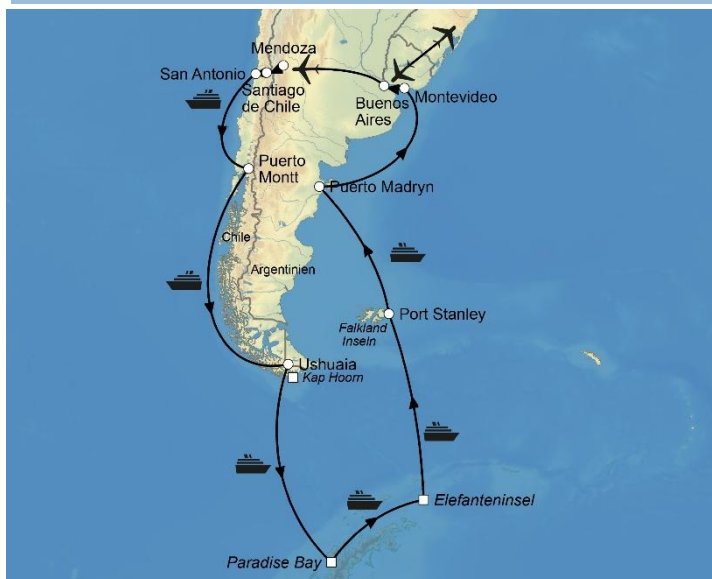 Mendoza
San Antonio
Santiago
de Chile
Buenos
Aires
Montevideo
Puerto
Montt
Puerto Madryn
Chile
Argentinien
Port Stanley
Falkland
Inseln
Ushuaia
Kap Hoorn
Elefanteninsel
Paradise Bay